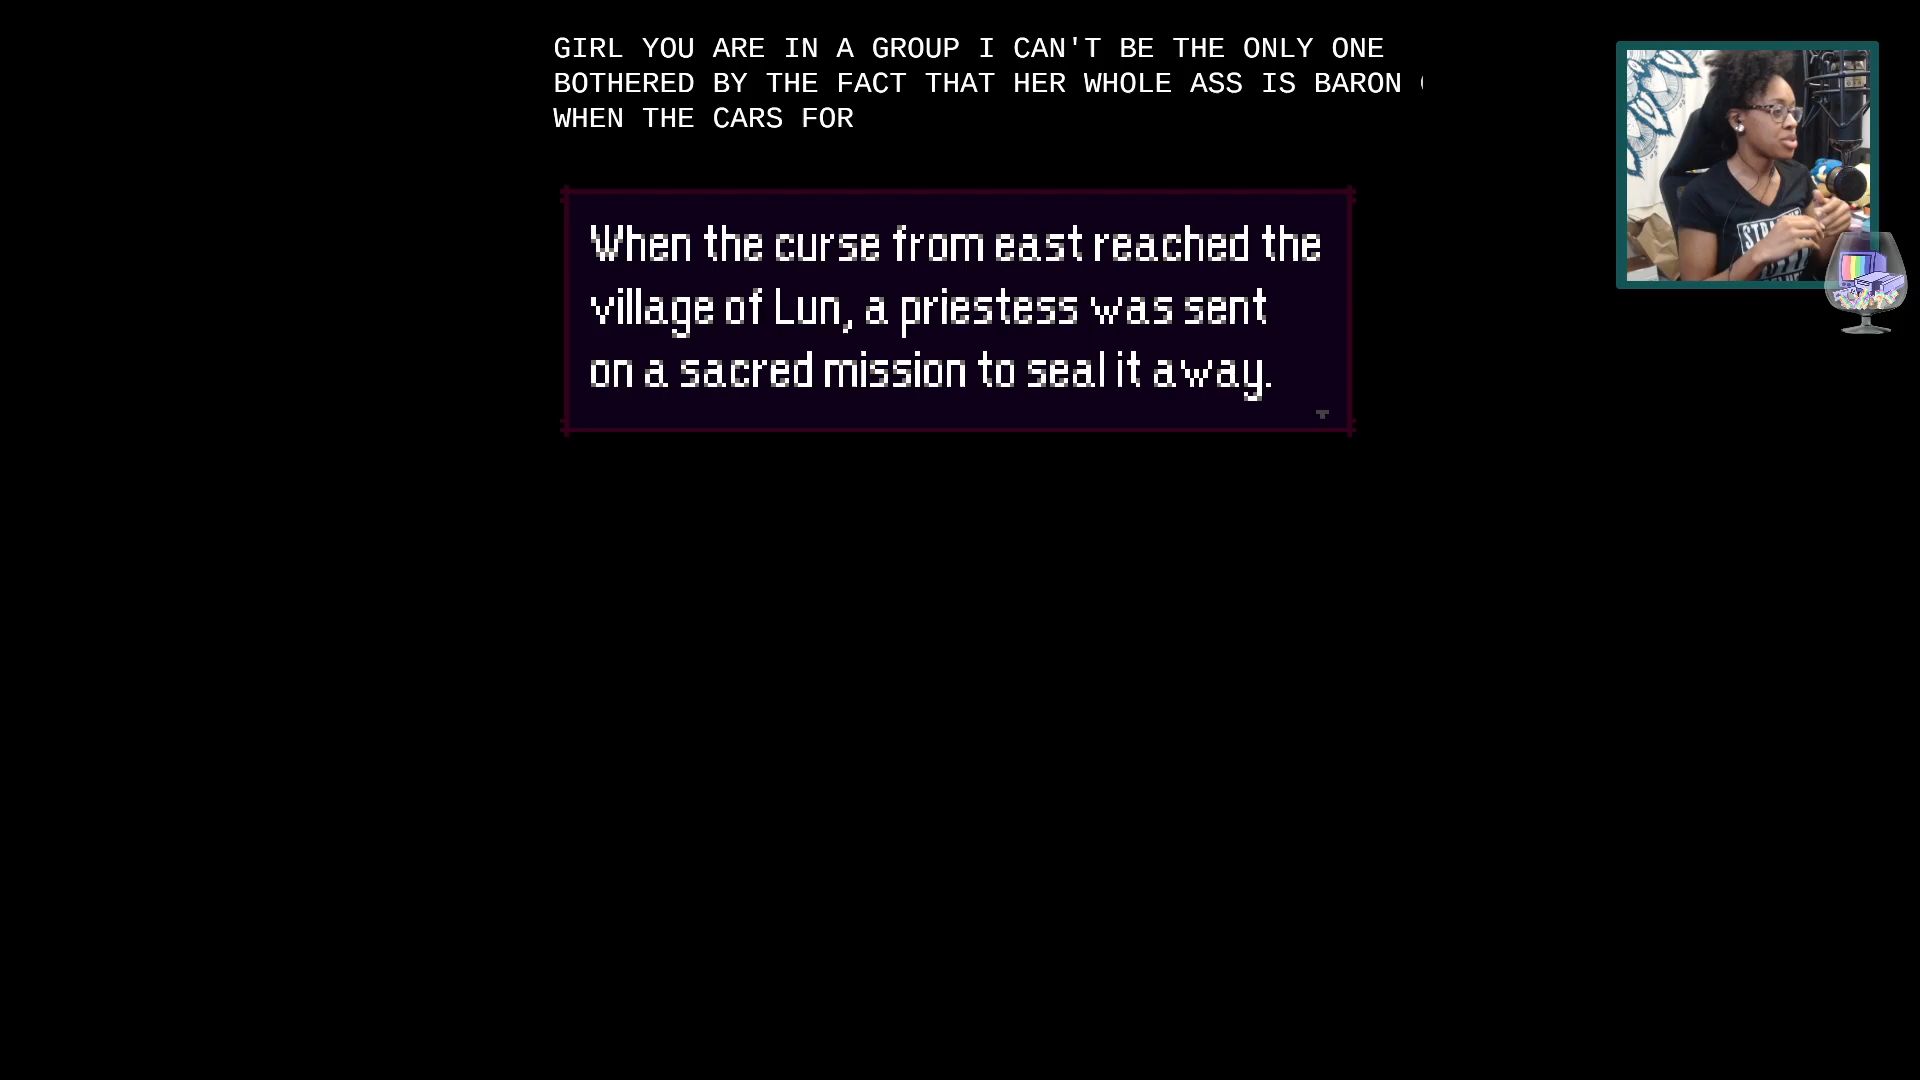 GIRL YOU ARE IN A GROUP I CAN'T BE THE ONLY ONE
BOTHERED BY THE FACT THAT HER WHOLE ASS IS BARON
WHEN THE CARS FOR
When the curse from east reached the
village of Lun, a priestess was sent
on a sacred mission to seal it away.